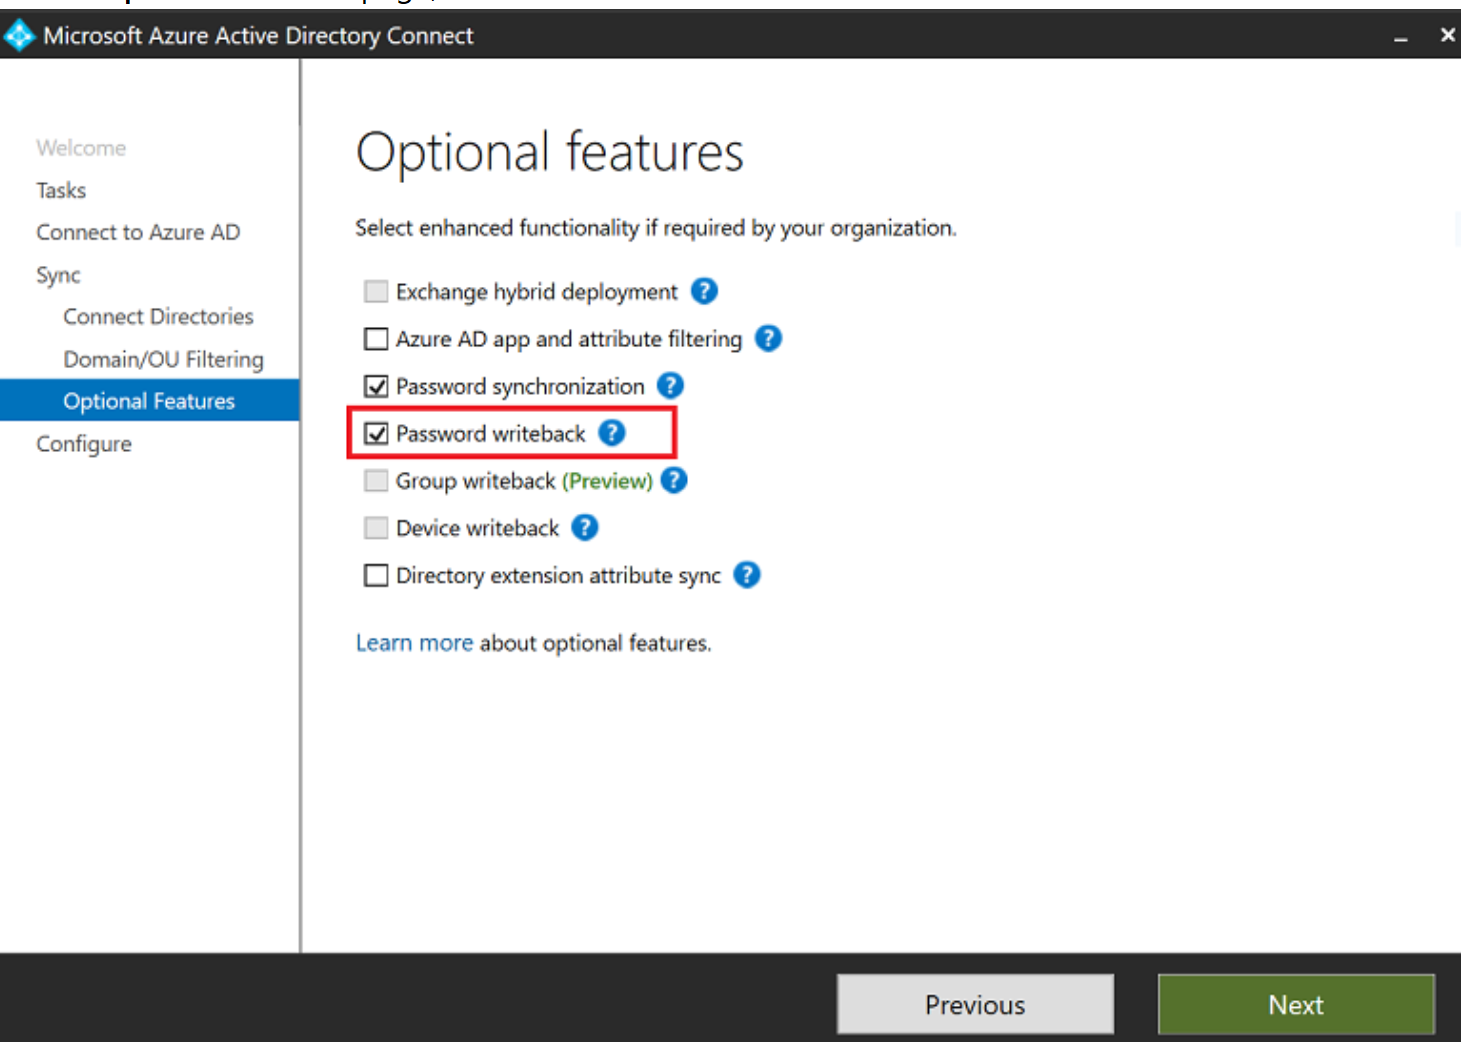 Microsoft Azure Active Directory Connect
Welcome
Tasks
Connect to Azure AD
Sync
Connect Directories
Domain/OU Filtering
Optional Features
Configure
Optional features
Select enhanced functionality if required by your organization.
Exchange hybrid deployment ?
Azure AD app and attribute filtering ?
Password synchronization ?
Password writeback ?
Group writeback (Preview) ?
Device writeback ?
Directory extension attribute sync ?
Learn more about optional features.
Previous
Next